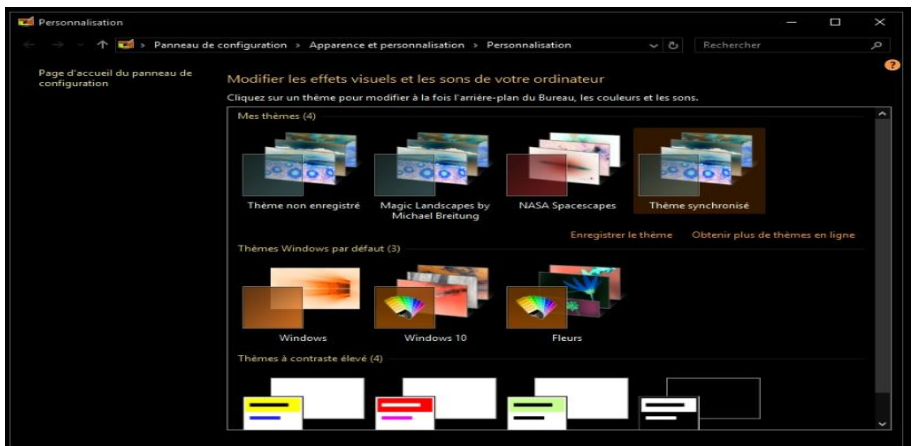 Personnalisation
Panneau de configuration > Apparence et personnalisation > Personnalisation
Rechercher
?
Page d'accueil du panneau de
configuration
Modifier les effets visuels et les sons de votre ordinateur
Cliquez sur un thème pour modifier à la fois l'arrière-plan du Bureau, les couleurs et les sons.
Mes thèmes (4)
Thème non enregistré
Magic Landscapes by
Michael Breitung
NASA Spacescapes
Thème synchronisé
Enregistrer le thème
Obtenir plus de thèmes en ligne
Thèmes Windows par défaut (3)
Windows
Windows 10
Fleurs
Thèmes à contraste élevé (4)